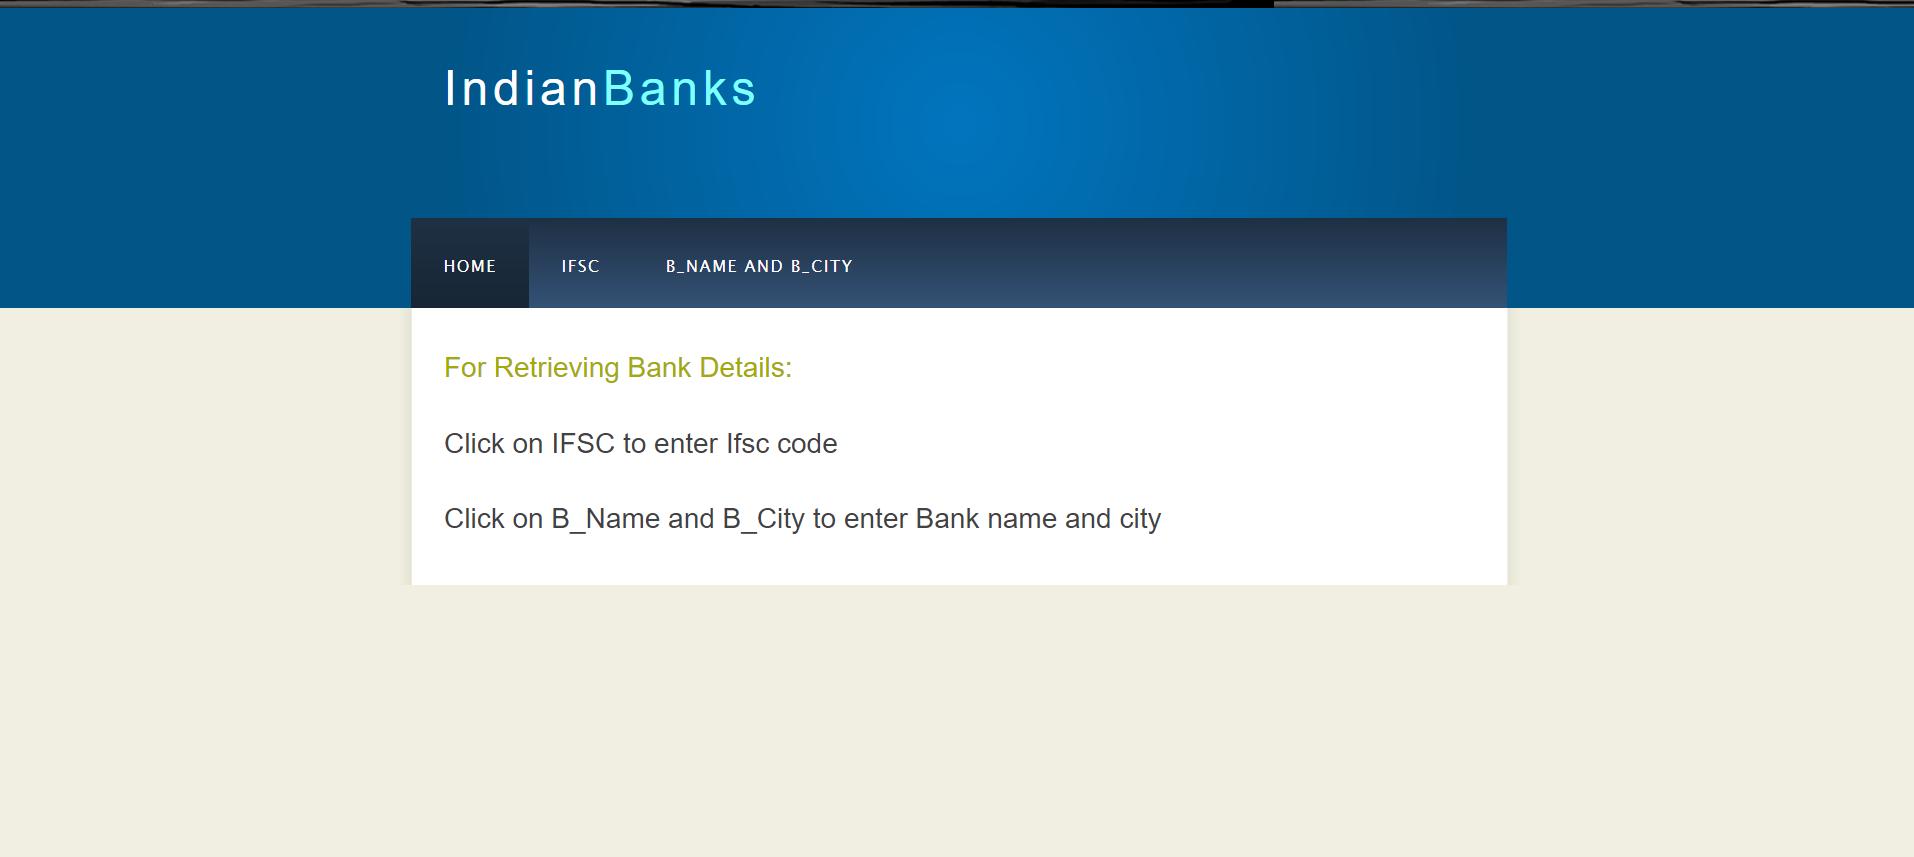 IndianBanks
HOME IFSC B_NAME AND B_CITY
For Retrieving Bank Details:
Click on IFSC to enter Ifsc code
Click on B_Name and B_City to enter Bank name and city